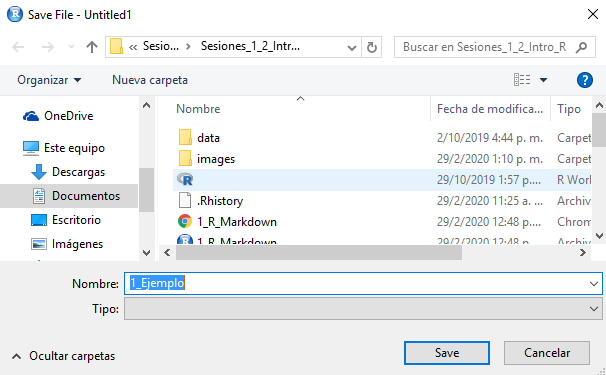 Save File - Untitled1
« Sesio... > Sesiones_1_2_Intr... Buscar en Sesiones_1_2_Intro_R
Organizar Nueva carpeta
Nombre Fecha de modifica... Tipo
OneDrive
Este equipo
Descargas
Documentos
Escritorio
Imágenes
data 2/10/2019 4:44 p. m. Carpet
images 29/2/2020 1:10 p. m. Carpet
29/10/2019 1:57 p.... R Work
.Rhistory 29/2/2020 11:25 a. ... Archiv
1_R_Markdown 29/2/2020 12:48 p.... Chrom
1_R_Markdown 29/2/2020 12:48 p.... Archiv
Nombre: 1_Ejemplo
Tipo:
Ocultar carpetas Save Cancelar